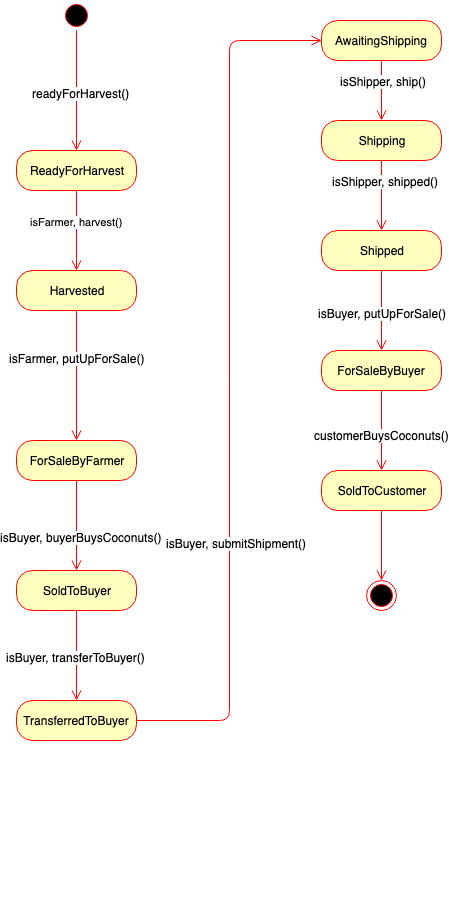 readyForHarvest()
ReadyForHarvest
isFarmer, harvest()
Harvested
isFarmer, putUpForSale()
ForSaleByFarmer
isBuyer, buyerBuysCoconuts()
SoldToBuyer
isBuyer, transferToBuyer()
TransferredToBuyer
isBuyer, submitShipment()
AwaitingShipping
isShipper, ship()
Shipping
isShipper, shipped()
Shipped
isBuyer, putUpForSale()
ForSaleByBuyer
customerBuysCoconuts()
SoldToCustomer